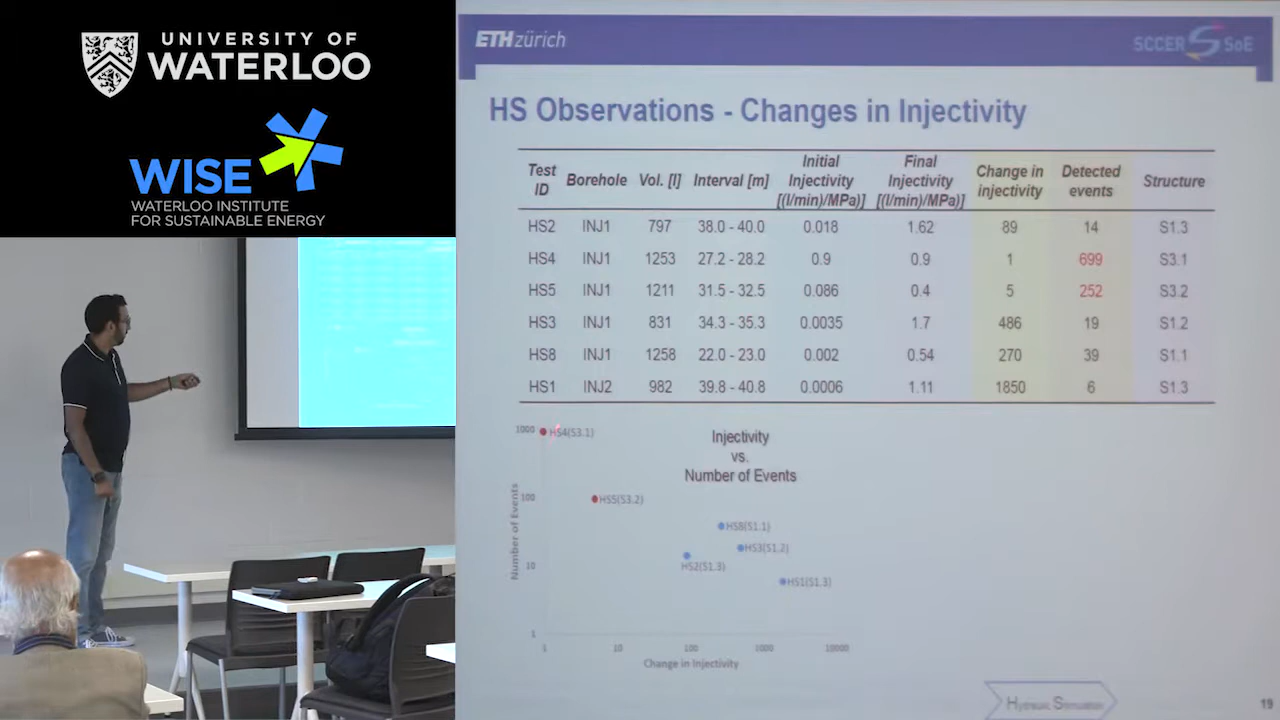 UNIVERSITY OF
WATERLOO
WISE
WATERLOO INSTITUTE
FOR SUSTAINABLE ENERGY
ETH zürich
SCCER SoE
HS Observations - Changes in Injectivity
Test ID Borehole Vol. [l] Interval [m] Initial Injectivity [(l/min)/MPa)] Final Injectivity [(l/min)/MPa)] Change in injectivity Detected events Structure
HS2 INJ1 797 38.0 - 40.0 0.018 1.62 89 14 S1.3
HS4 INJ1 1253 27.2 - 28.2 0.9 0.9 1 699 S3.1
HS5 INJ1 1211 31.5 - 32.5 0.086 0.4 5 252 S3.2
HS3 INJ1 831 34.3 - 35.3 0.0035 1.7 486 19 S1.2
HS8 INJ1 1258 22.0 - 23.0 0.002 0.54 270 39 S1.1
HS1 INJ2 982 39.8 - 40.8 0.0006 1.11 1850 6 S1.3
Injectivity
vs.
Number of Events
Number of Events
1000
100
10
1
HS4(S3.1)
HS5(S3.2)
HS8(S1.1)
HS3(S1.2)
HS2(S1.3)
HS1(S1.3)
1 10 100 1000 10000
Change in Injectivity
Hydraulic Stimulation
19